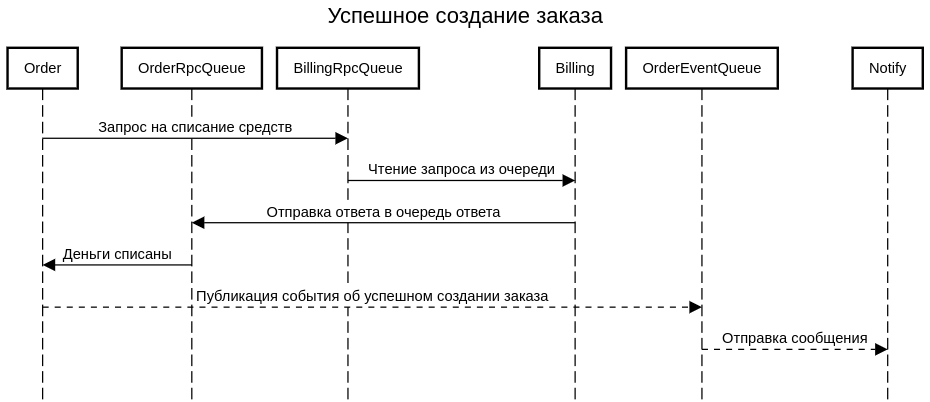 Успешное создание заказа
Order
OrderRpcQueue
BillingRpcQueue
Billing
OrderEventQueue
Notify
Запрос на списание средств
Чтение запроса из очереди
Отправка ответа в очередь ответа
Деньги списаны
Публикация события об успешном создании заказа
Отправка сообщения